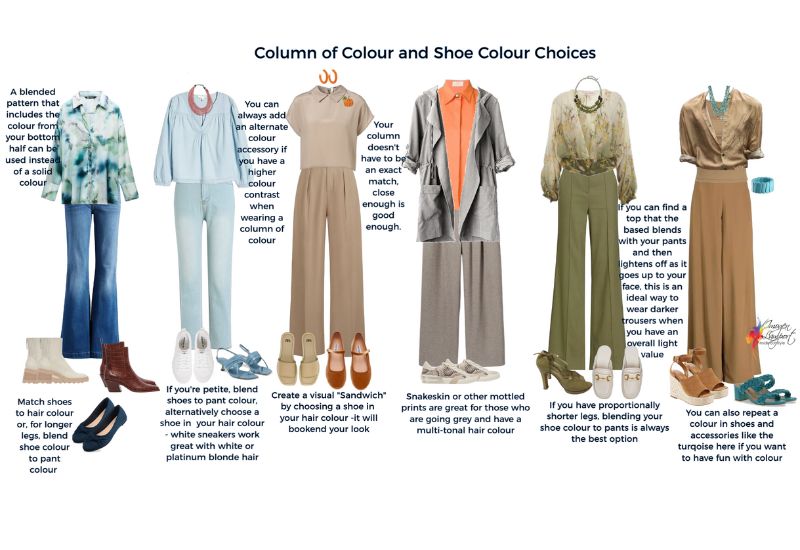 Column of Colour and Shoe Colour Choices
A blended
pattern that
includes the
colour from
your bottom
half can be
used instead
of a solid
colour
You can
always add
an alternate
colour
accessory if
you have a
higher
colour
contrast
when
wearing a
column of
colour
Your
column
doesn't
have to be
an exact
match,
close
enough is
good
enough.
If you can find a
top that the
based blends
with your pants
and then
lightens off as it
goes up to your
face, this is an
ideal way to
wear darker
trousers when
you have an
overall light
value
Imogen
Lamport
Match shoes
to hair colour
or, for longer
legs, blend
shoe colour
to pant
colour
If you're petite, blend
shoes to pant colour,
alternatively choose a
shoe in your hair colour
- white sneakers work
great with white or
platinum blonde hair
Create a visual "Sandwich"
by choosing a shoe in
your hair colour -it will
bookend your look
Snakeskin or other mottled
prints are great for those who
are going grey and have a
multi-tonal hair colour
If you have proportionally
shorter legs, blending your
shoe colour to pants is always
the best option
You can also repeat a
colour in shoes and
accessories like the
turqoise here if you want
to have fun with colour